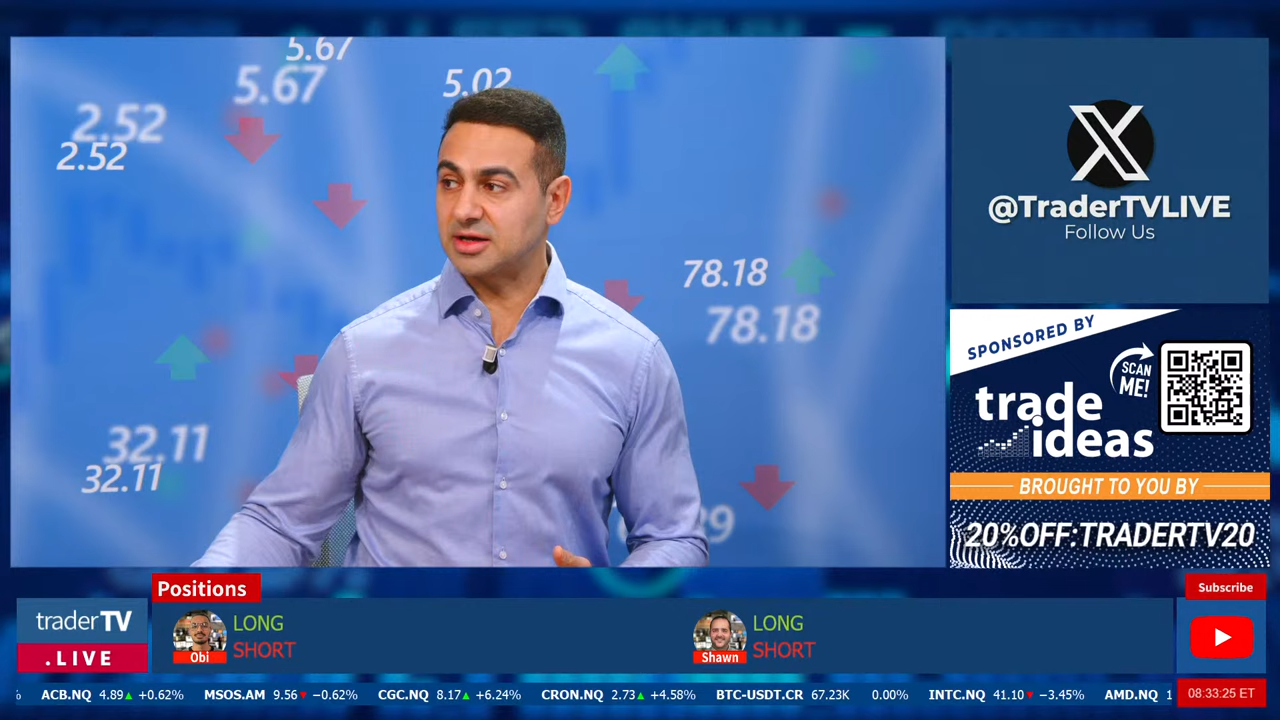 5.67
5.67
5.02
2.52
2.52
78.18
78.18
32.11
32.11
X
@TraderTVLIVE
Follow Us
SPONSORED BY
SCAN
ME!
trade
ideas
BROUGHT TO YOU BY
20%OFF:TRADERTV20
Positions
Subscribe
traderTV
.LIVE
LONG
SHORT
Obi
LONG
SHORT
Shawn
% ACB.NQ 4.89▲ +0.62% MSOS.AM 9.56▼ −0.62% CGC.NQ 8.17▲ +6.24% CRON.NQ 2.73▲ +4.58% BTC-USDT.CR 67.23K 0.00% INTC.NQ 41.10▼ −3.45% AMD.NQ 1
08:33:25 ET